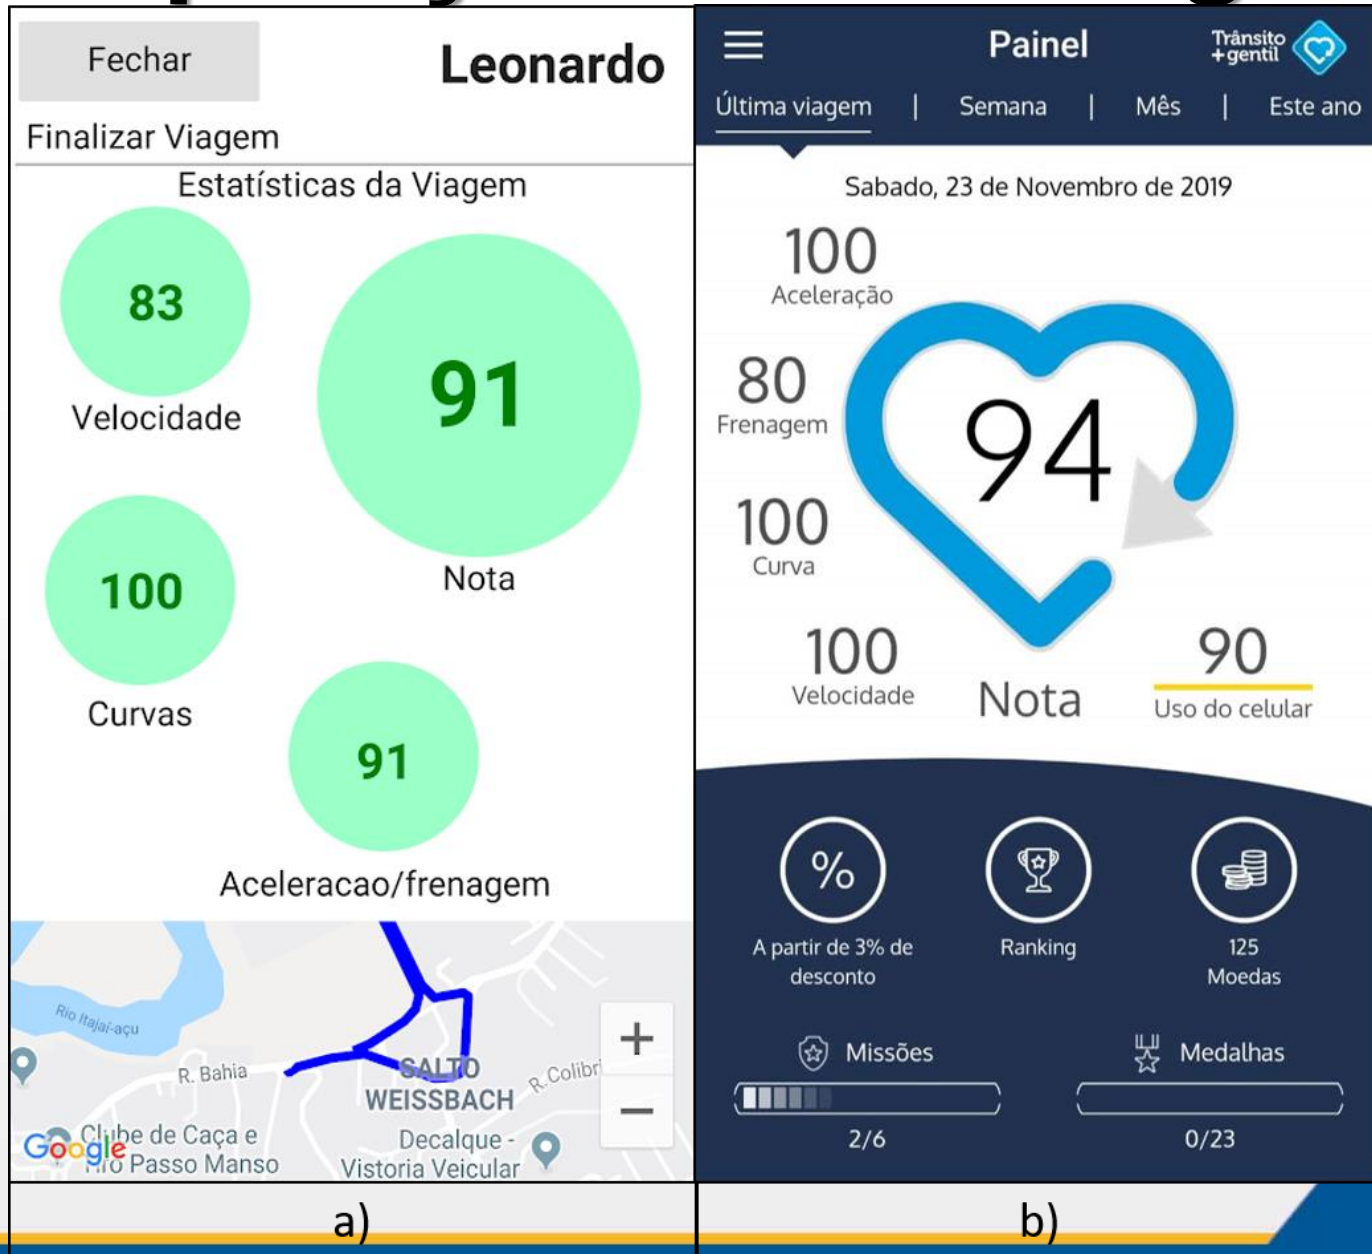 Fechar
Leonardo
Finalizar Viagem
Estatísticas da Viagem
83
Velocidade
91
Nota
100
Curvas
91
Aceleracao/frenagem
Rio Itajaí-açu
R. Bahia
SALTO
WEISSBACH
R. Colibri
Clube de Caça e
Tiro Passo Manso
Decalque -
Vistoria Veicular
Google
+
−
a)
Painel
Trânsito
+gentil
Última viagem | Semana | Mês | Este ano
Sabado, 23 de Novembro de 2019
100
Aceleração
80
Frenagem
94
100
Curva
100
Velocidade
Nota
90
Uso do celular
%
A partir de 3% de
desconto
Ranking
125
Moedas
Missões
2/6
Medalhas
0/23
b)